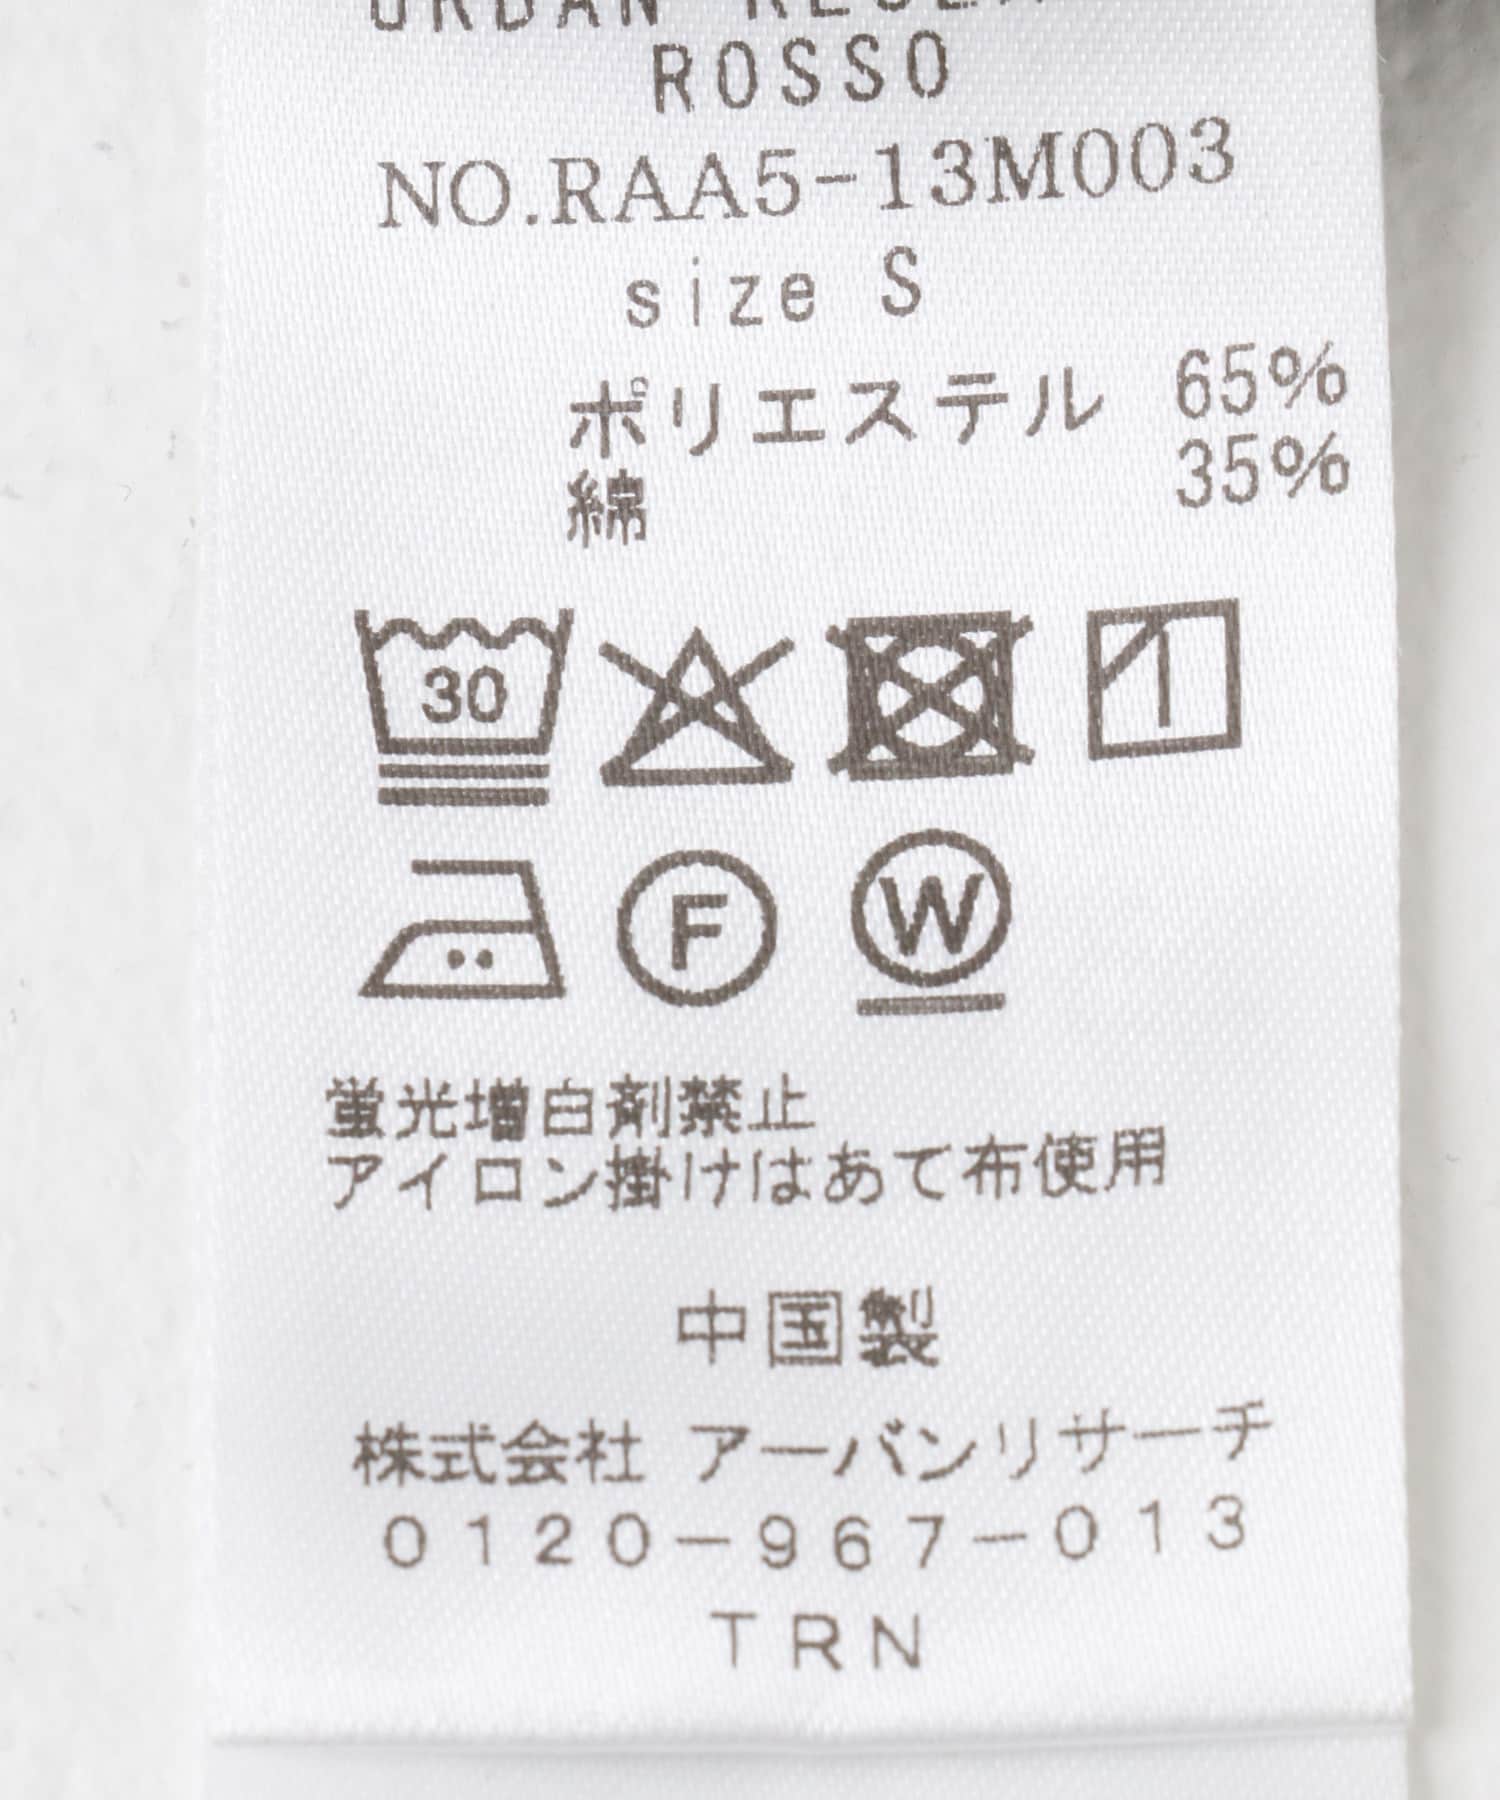 ROSSO
NO.RAA5-13M003
size S
ポリエステル 65%
綿 35%
30
F W
蛍光増白剤禁止
アイロン掛けはあて布使用
中国製
株式会社 アーバンリサーチ
0120-967-013
TRN